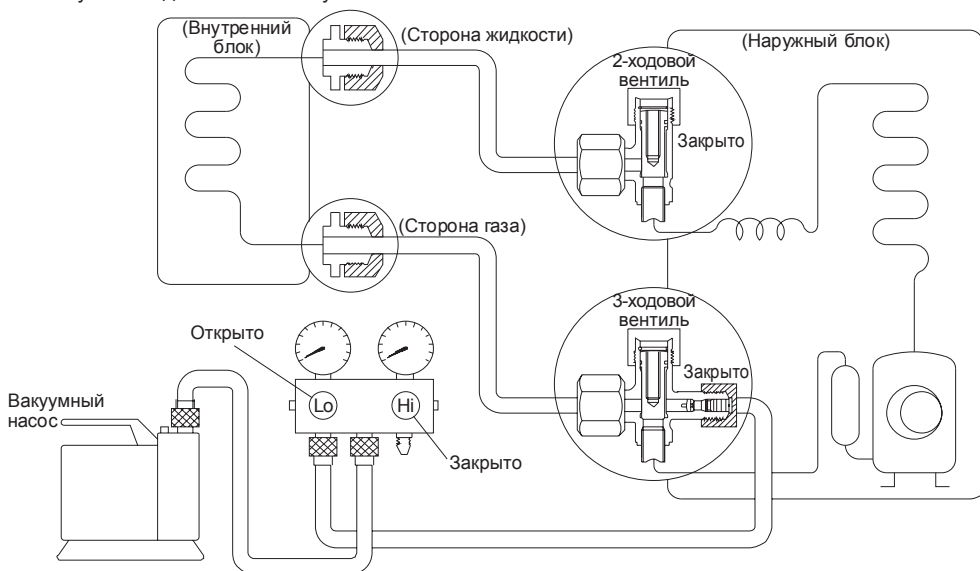 (Внутренний
блок)
(Сторона жидкости)
(Наружный блок)
2-ходовой
вентиль
Закрыто
(Сторона газа)
3-ходовой
вентиль
Закрыто
Открыто
Lo
Hi
Вакуумный
насос
Закрыто